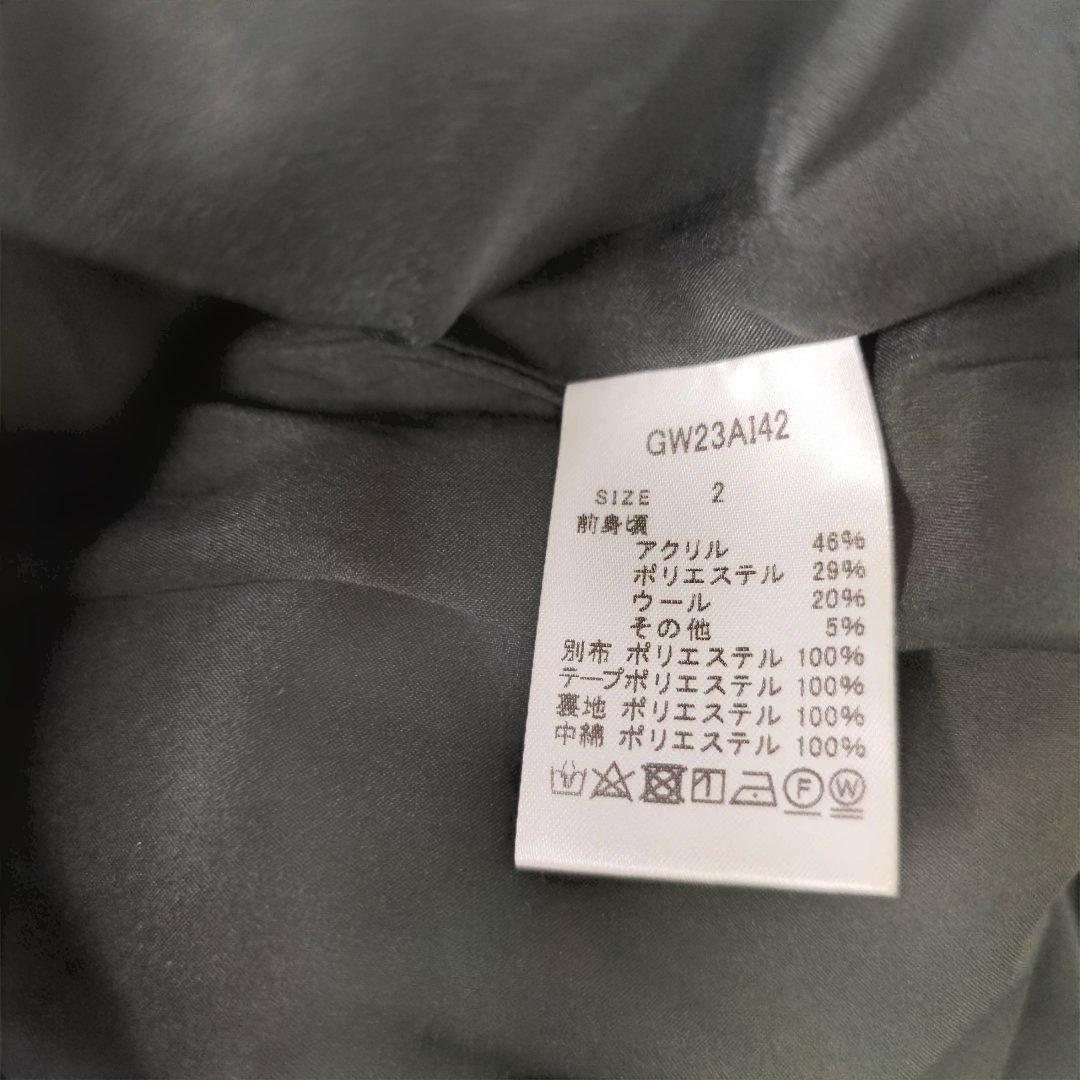 GW23AI42
SIZE 2
前身頃
アクリル 46%
ポリエステル 29%
ウール 20%
その他 5%
別布 ポリエステル 100%
テープポリエステル 100%
裏地 ポリエステル 100%
中綿 ポリエステル 100%
F W